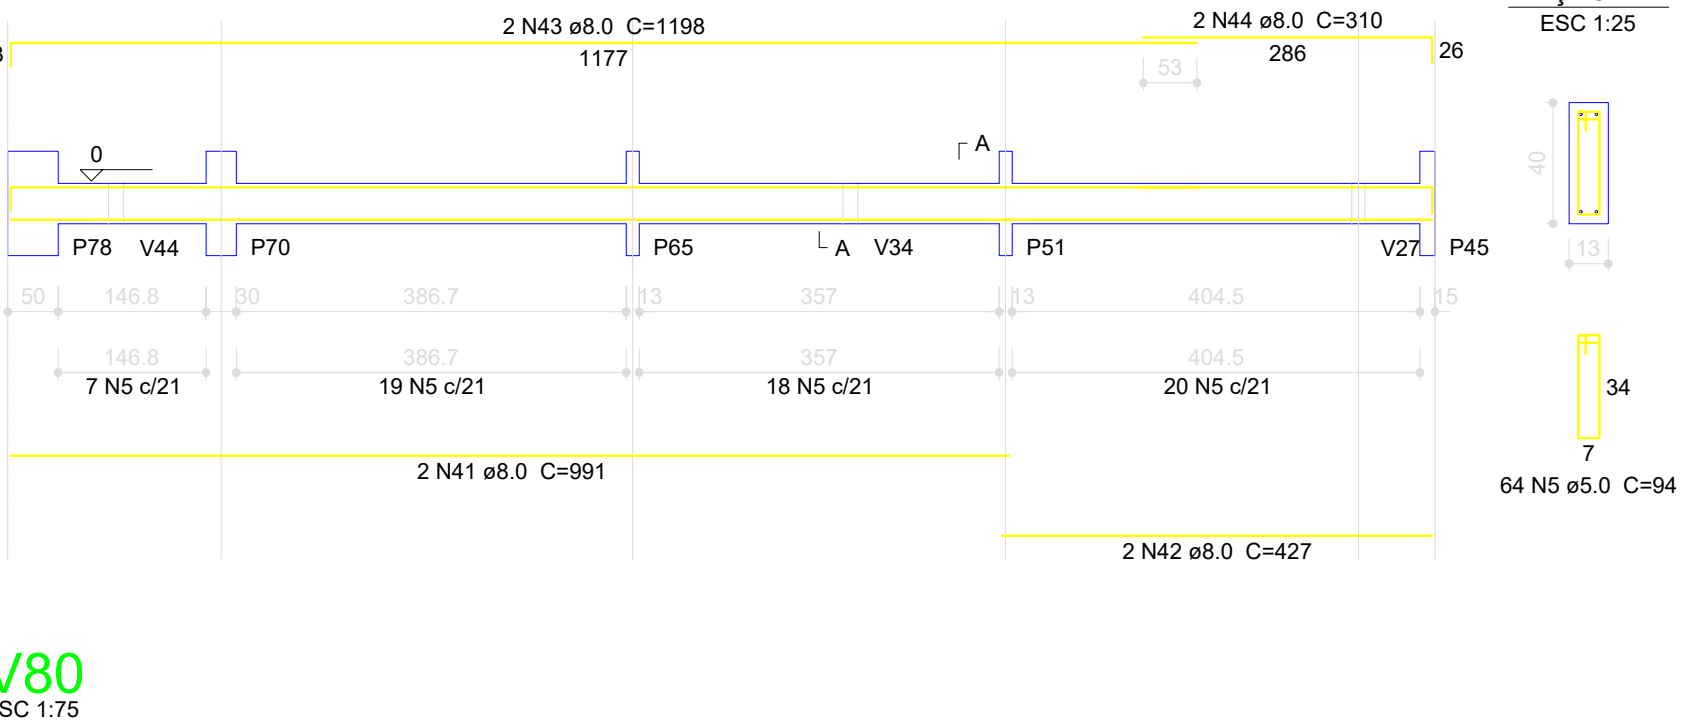 2 N43 ø8.0 C=1198
2 N44 ø8.0 C=310
ESC 1:25
1177
286
26
53
0
A
40
P78
V44
P70
P65
A
V34
P51
V27
P45
13
50
146.8
30
386.7
13
357
13
404.5
15
146.8
386.7
357
404.5
7 N5 c/21
19 N5 c/21
18 N5 c/21
20 N5 c/21
34
7
2 N41 ø8.0 C=991
64 N5 ø5.0 C=94
2 N42 ø8.0 C=427
V80
SC 1:75